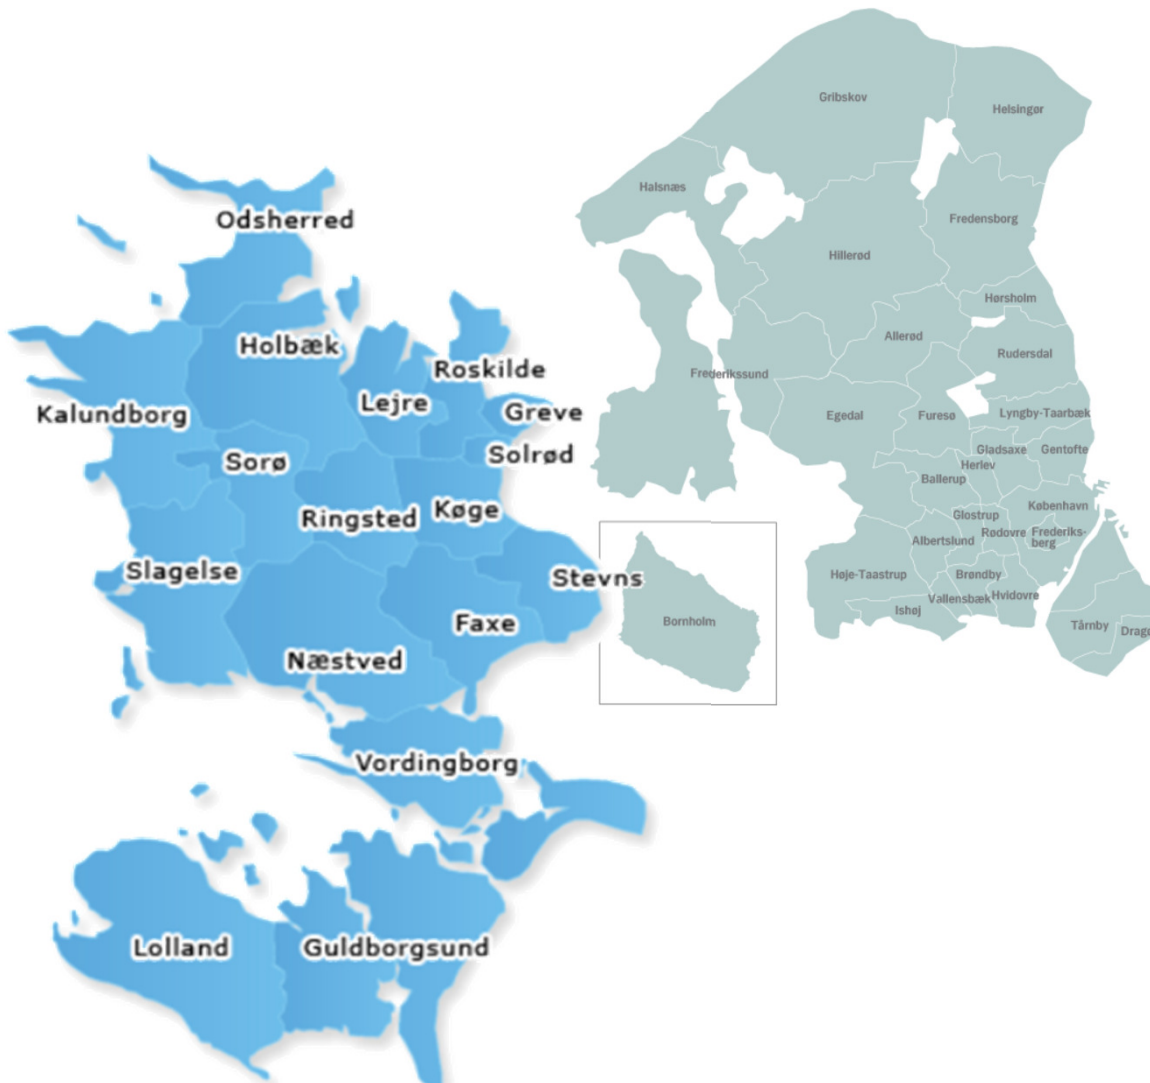 Gribskov
Helsingør
Halsnæs
Fredensborg
Hillerød
Hørsholm
Allerød
Rudersdal
Frederikssund
Egedal
Furesø
Lyngby-Taarbæk
Gladsaxe
Gentofte
Herlev
Ballerup
København
Glostrup
Rødovre
Frederiks-
berg
Albertslund
Høje-Taastrup
Brøndby
Vallensbæk
Hvidovre
Ishøj
Tårnby
Drag
Bornholm
Odsherred
Holbæk
Roskilde
Lejre
Greve
Kalundborg
Solrød
Sorø
Ringsted
Køge
Slagelse
Stevns
Faxe
Næstved
Vordingborg
Lolland
Guldborgsund